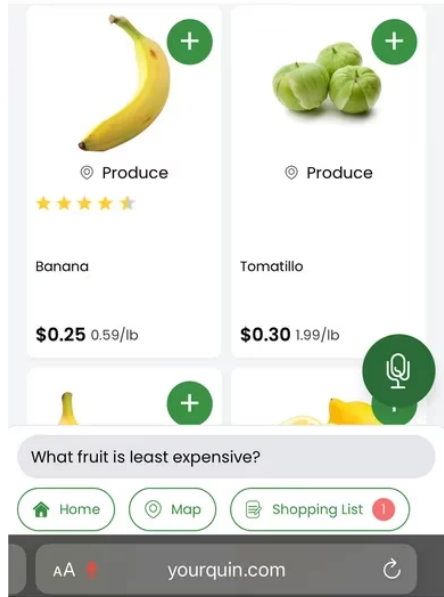 Produce
Produce
Banana
Tomatillo
$0.25 0.59/lb
$0.30 1.99/lb
What fruit is least expensive?
Home
Map
Shopping List 1
AA
yourquin.com